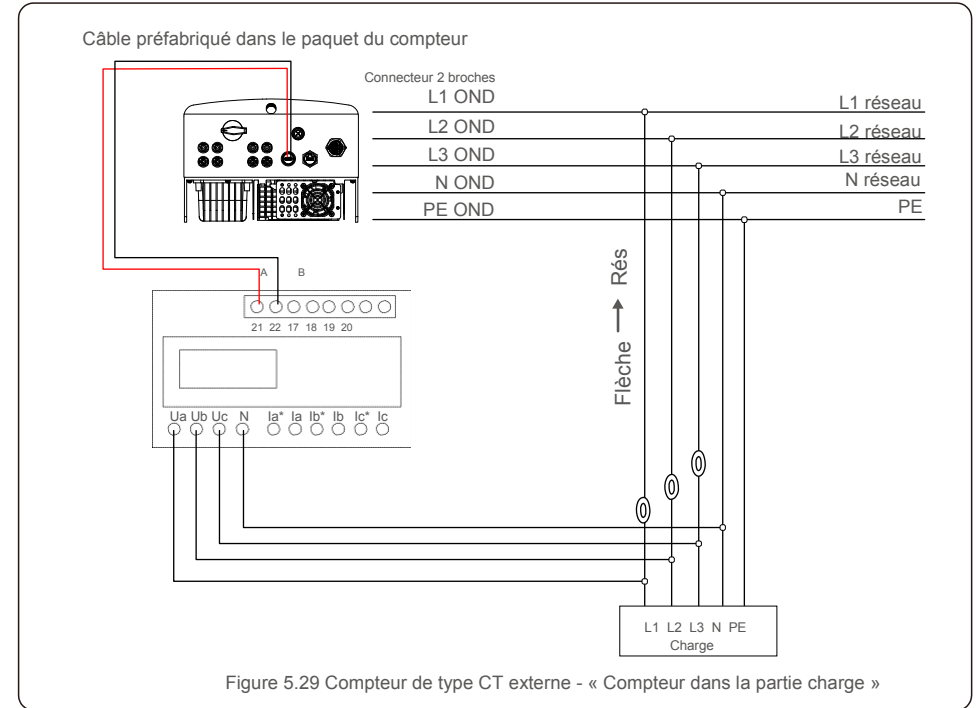 Câble préfabriqué dans le paquet du compteur
Connecteur 2 broches
L1 OND
L1 réseau
L2 OND
L2 réseau
L3 OND
L3 réseau
N OND
N réseau
PE OND
PE
A B
21 22 17 18 19 20
Flèche → Rés
Ua Ub Uc N Ia* Ia Ib* Ib Ic* Ic
L1 L2 L3 N PE
Charge
Figure 5.29 Compteur de type CT externe - « Compteur dans la partie charge »